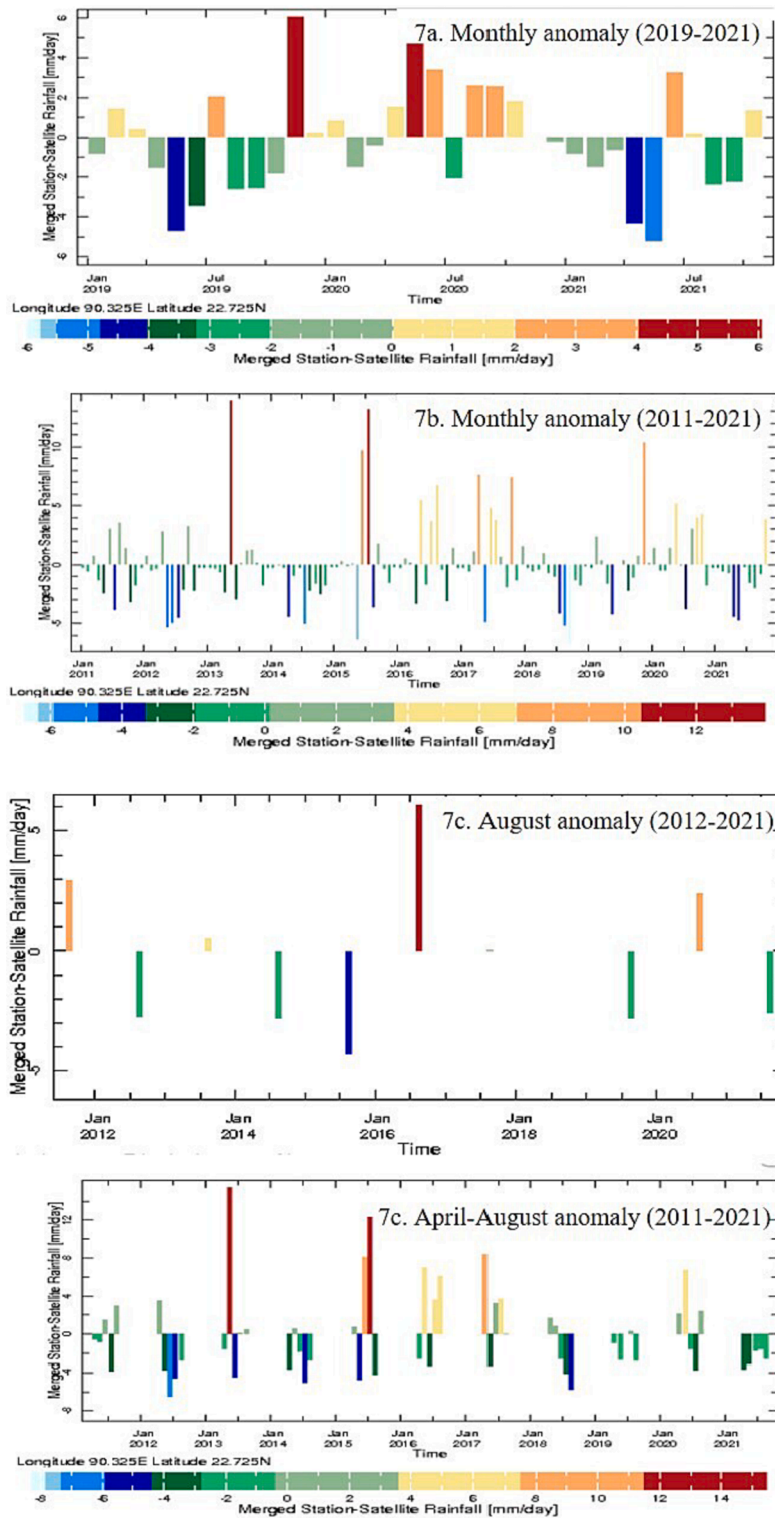 7a. Monthly anomaly (2019-2021)
Merged Station-Satellite Rainfall [mm/day]
6
4
2
0
-2
-4
-6
Jan Jul Jan Jul Jan Jul
2019 2019 2020 2020 2021 2021
Time
Longitude 90.325E Latitude 22.725N
-6 -5 -4 -3 -2 -1 0 1 2 3 4 5 6
Merged Station-Satellite Rainfall [mm/day]
7b. Monthly anomaly (2011-2021)
Merged Station-Satellite Rainfall [mm/day]
10
5
0
-5
Jan Jan Jan Jan Jan Jan Jan Jan Jan Jan Jan
2011 2012 2013 2014 2015 2016 2017 2018 2019 2020 2021
Time
Longitude 90.325E Latitude 22.725N
-6 -4 -2 0 2 4 6 8 10 12
Merged Station-Satellite Rainfall [mm/day]
7c. August anomaly (2012-2021)
Merged Station-Satellite Rainfall [mm/day]
5
0
-5
Jan Jan Jan Jan Jan
2012 2014 2016 2018 2020
Time
7c. April-August anomaly (2011-2021)
Merged Station-Satellite Rainfall [mm/day]
12
8
4
0
-4
-8
Jan Jan Jan Jan Jan Jan Jan Jan Jan Jan
2012 2013 2014 2015 2016 2017 2018 2019 2020 2021
Time
Longitude 90.325E Latitude 22.725N
-8 -6 -4 -2 0 2 4 6 8 10 12 14
Merged Station-Satellite Rainfall [mm/day]